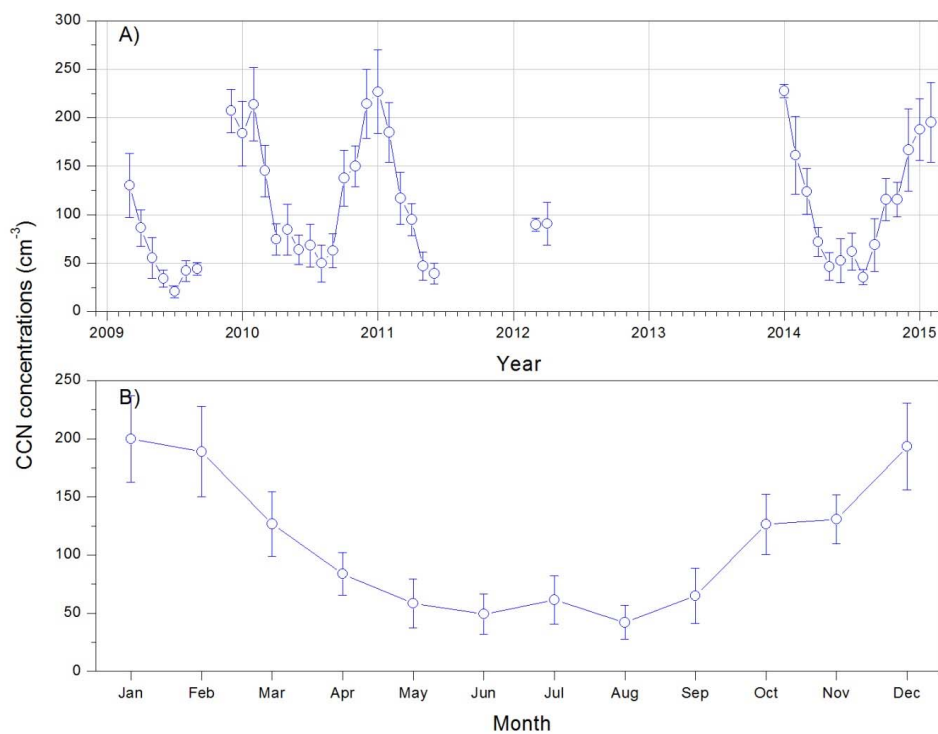 A)
300
250
200
150
100
50
0
2009 2010 2011 2012 2013 2014 2015
Year
CCN concentrations (cm⁻³)
B)
250
200
150
100
50
0
Jan Feb Mar Apr May Jun Jul Aug Sep Oct Nov Dec
Month